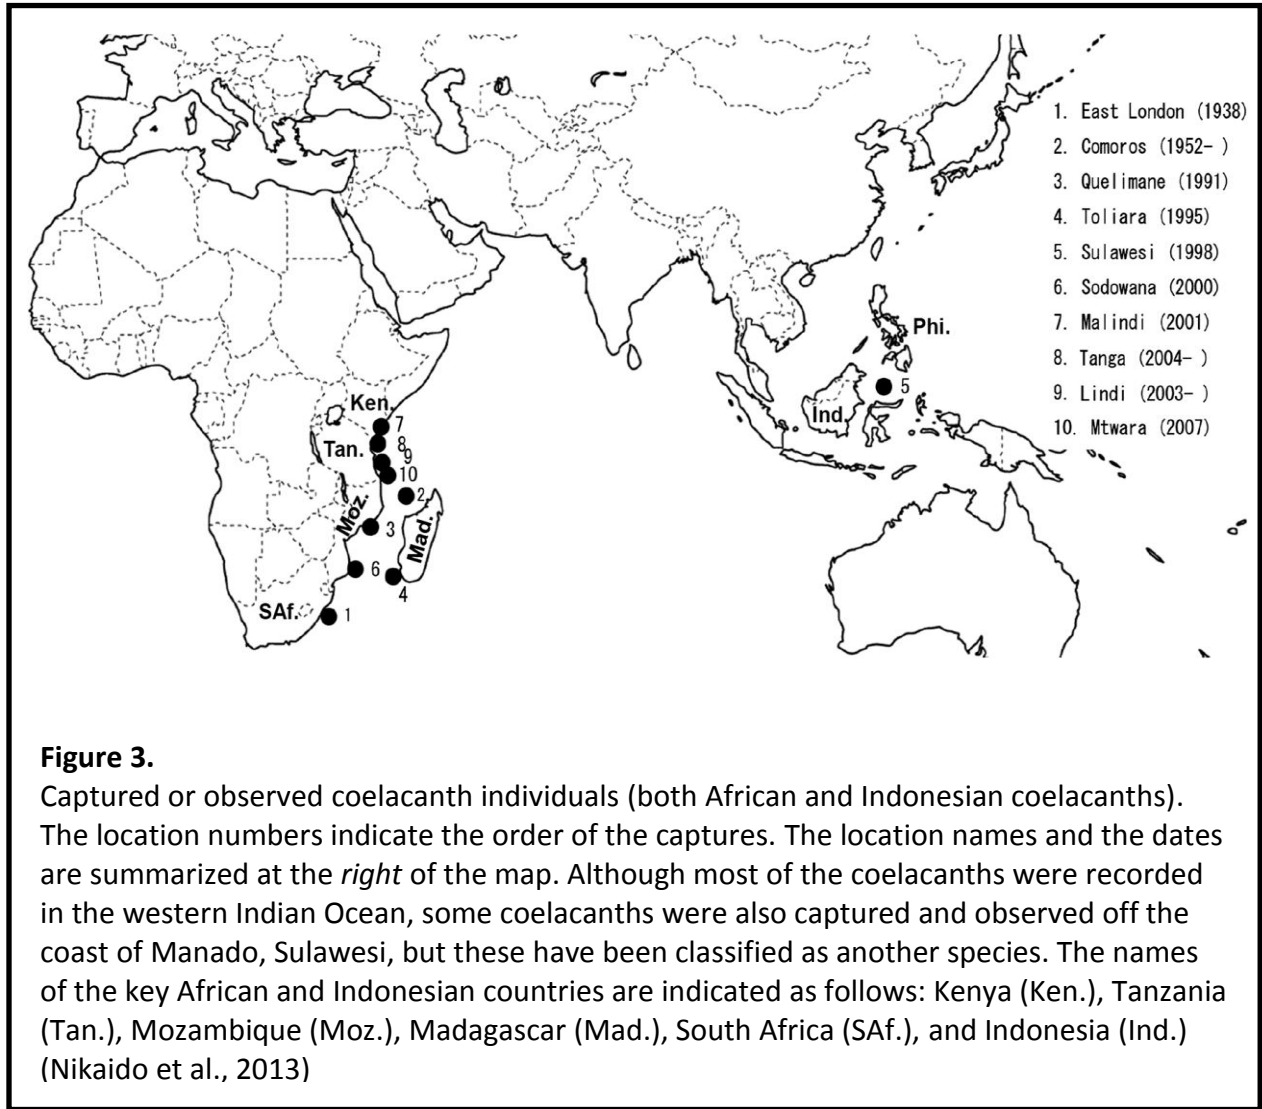 1. East London (1938)
2. Comoros (1952- )
3. Quelimane (1991)
4. Toliara (1995)
5. Sulawesi (1998)
6. Sodowana (2000)
7. Malindi (2001)
8. Tanga (2004- )
9. Lindi (2003- )
10. Mtwara (2007)
Phi.
5
Ind.
Ken.
7
Tan.
8
9
10
2
Moz.
3
Mad.
6
4
SAf.
1
Figure 3.
Captured or observed coelacanth individuals (both African and Indonesian coelacanths).
The location numbers indicate the order of the captures. The location names and the dates
are summarized at the right of the map. Although most of the coelacanths were recorded
in the western Indian Ocean, some coelacanths were also captured and observed off the
coast of Manado, Sulawesi, but these have been classified as another species. The names
of the key African and Indonesian countries are indicated as follows: Kenya (Ken.), Tanzania
(Tan.), Mozambique (Moz.), Madagascar (Mad.), South Africa (SAf.), and Indonesia (Ind.)
(Nikaido et al., 2013)